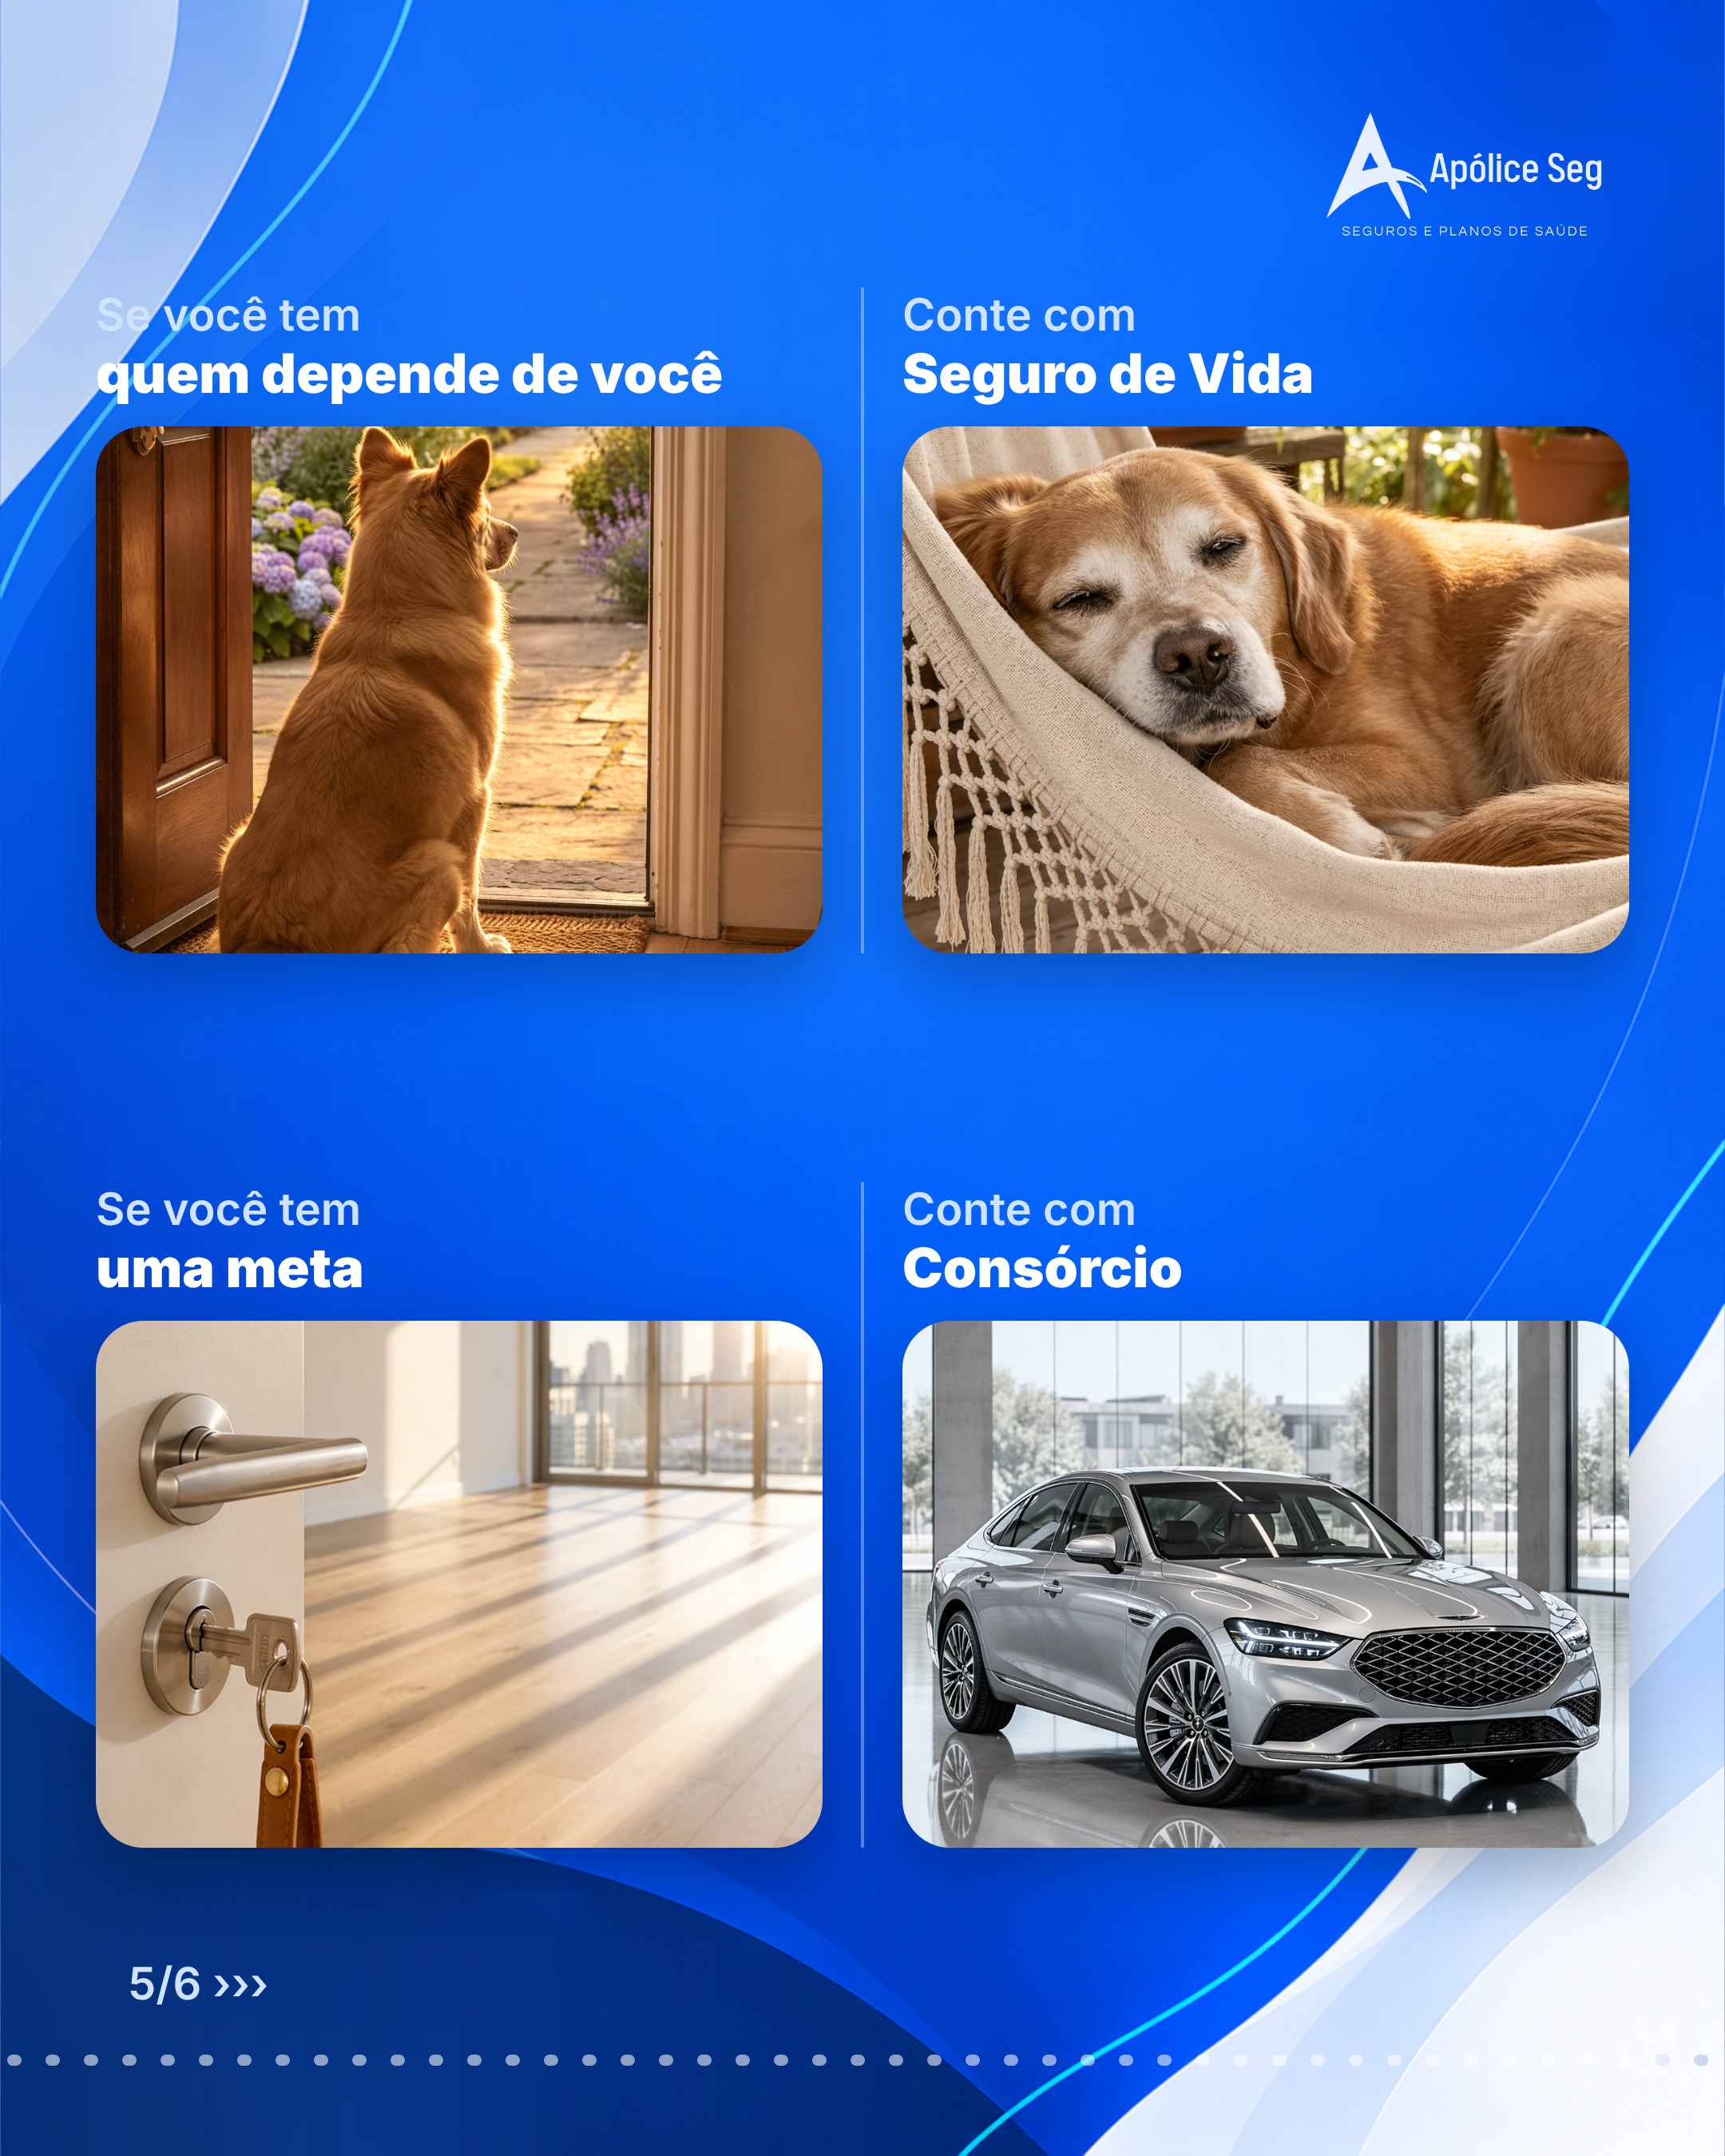 Apólice Seg
SEGUROS E PLANOS DE SAÚDE
Se você tem
quem depende de você
Conte com
Seguro de Vida
Se você tem
uma meta
Conte com
Consórcio
5/6 ›››